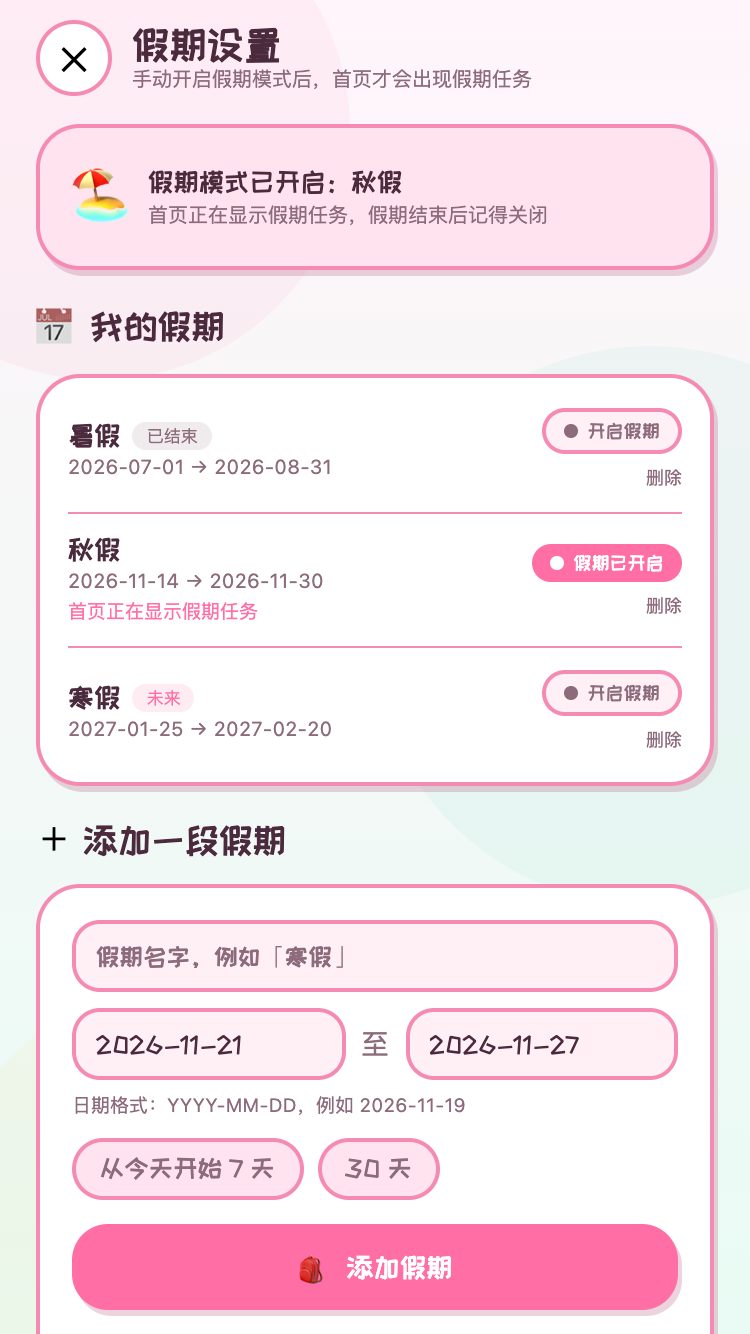 假期设置
手动开启假期模式后，首页才会出现假期任务
假期模式已开启：秋假
首页正在显示假期任务，假期结束后记得关闭
JUL
17
我的假期
暑假 已结束
开启假期
2026-07-01 → 2026-08-31
删除
秋假
假期已开启
2026-11-14 → 2026-11-30
删除
首页正在显示假期任务
寒假 未来
开启假期
2027-01-25 → 2027-02-20
删除
+ 添加一段假期
假期名字，例如「寒假」
2026-11-21 至 2026-11-27
日期格式：YYYY-MM-DD，例如 2026-11-19
从今天开始 7 天 30 天
添加假期